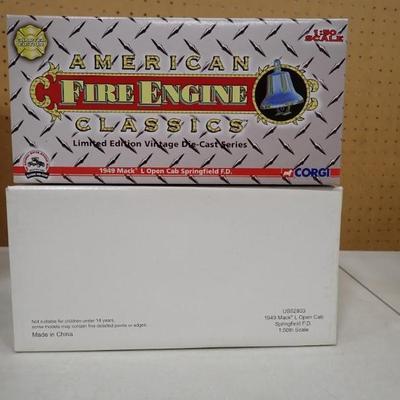 1:50
SCALE
AMERICAN
FIRE ENGINE
CLASSICS
Limited Edition Vintage Die-Cast Series
1949 Mack® L Open Cab Springfield F.D.
CORGI
Not suitable for children under 14 years,
some models may contain fine detailed points or edges.
Made in China
US52603
1949 Mack® L Open Cab
Springfield F.D.
1:50th Scale